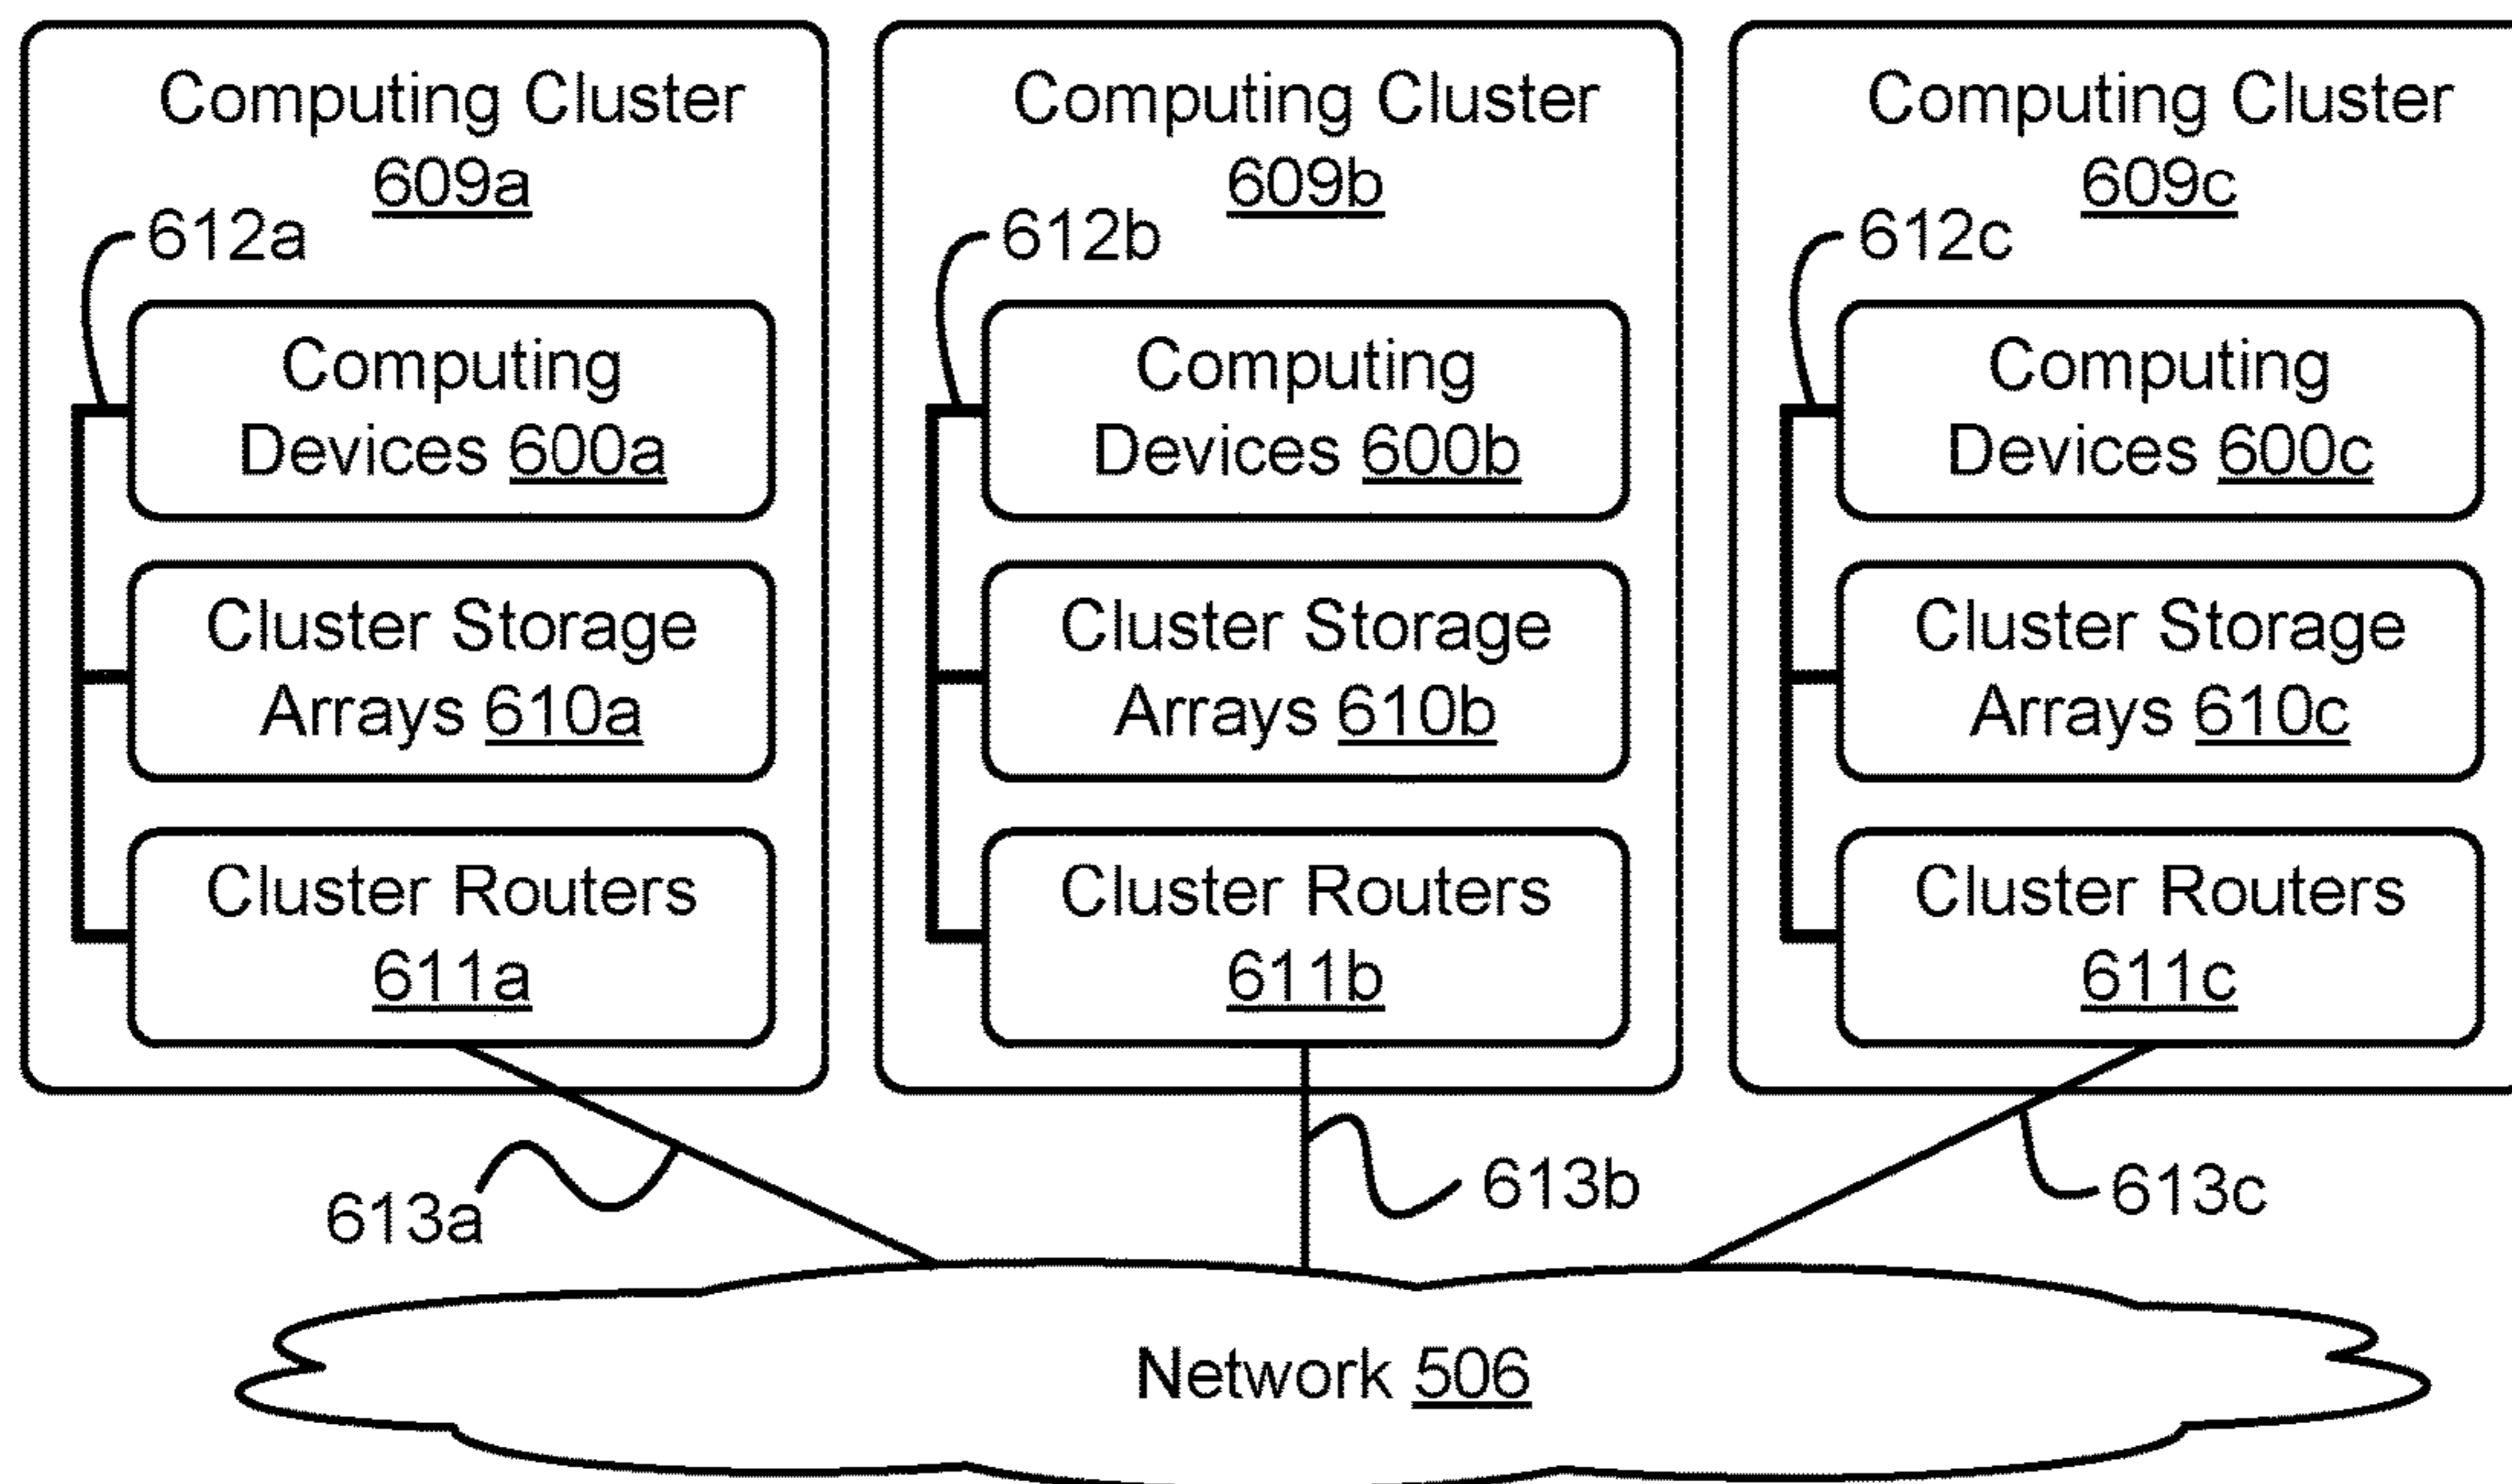 Computing Cluster
609a
612a
Computing
Devices 600a
Cluster Storage
Arrays 610a
Cluster Routers
611a
Computing Cluster
609b
612b
Computing
Devices 600b
Cluster Storage
Arrays 610b
Cluster Routers
611b
Computing Cluster
609c
612c
Computing
Devices 600c
Cluster Storage
Arrays 610c
Cluster Routers
611c
613a
613b
613c
Network 506